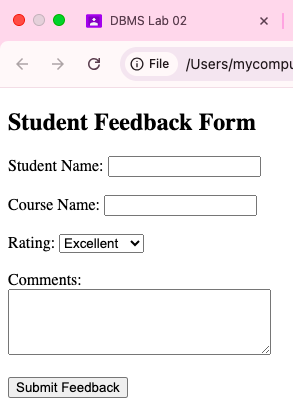 DBMS Lab 02
File /Users/mycompu
Student Feedback Form
Student Name:
Course Name:
Rating: Excellent
Comments:
Submit Feedback